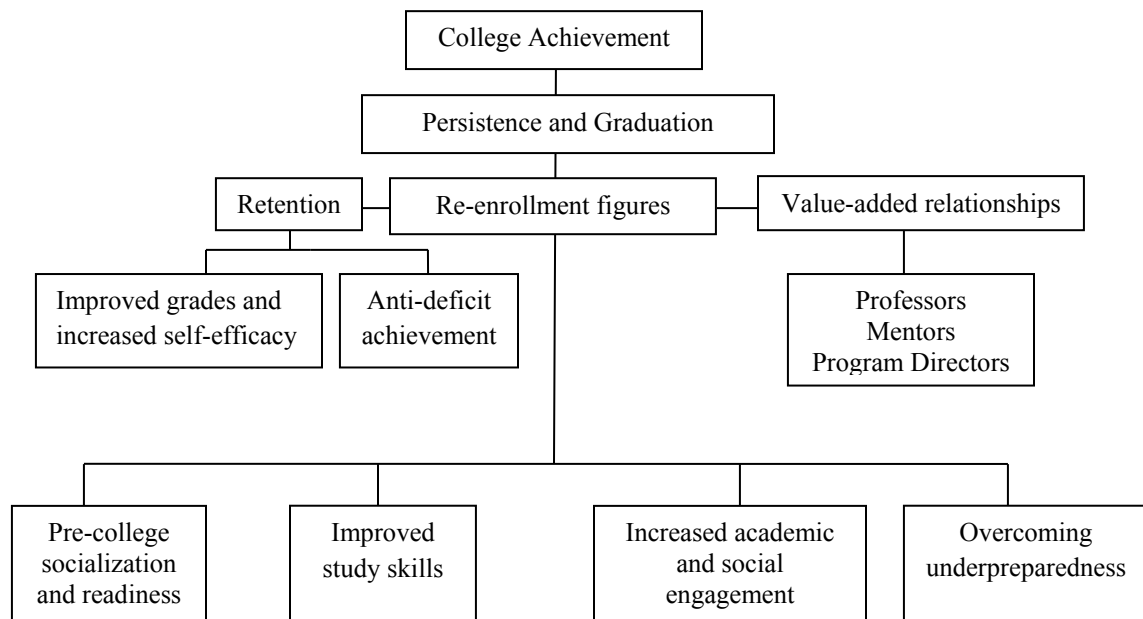 College Achievement
Persistence and Graduation
Retention
Re-enrollment figures
Value-added relationships
Improved grades and
increased self-efficacy
Anti-deficit
achievement
Professors
Mentors
Program Directors
Pre-college
socialization
and readiness
Improved
study skills
Increased academic
and social
engagement
Overcoming
underpreparedness